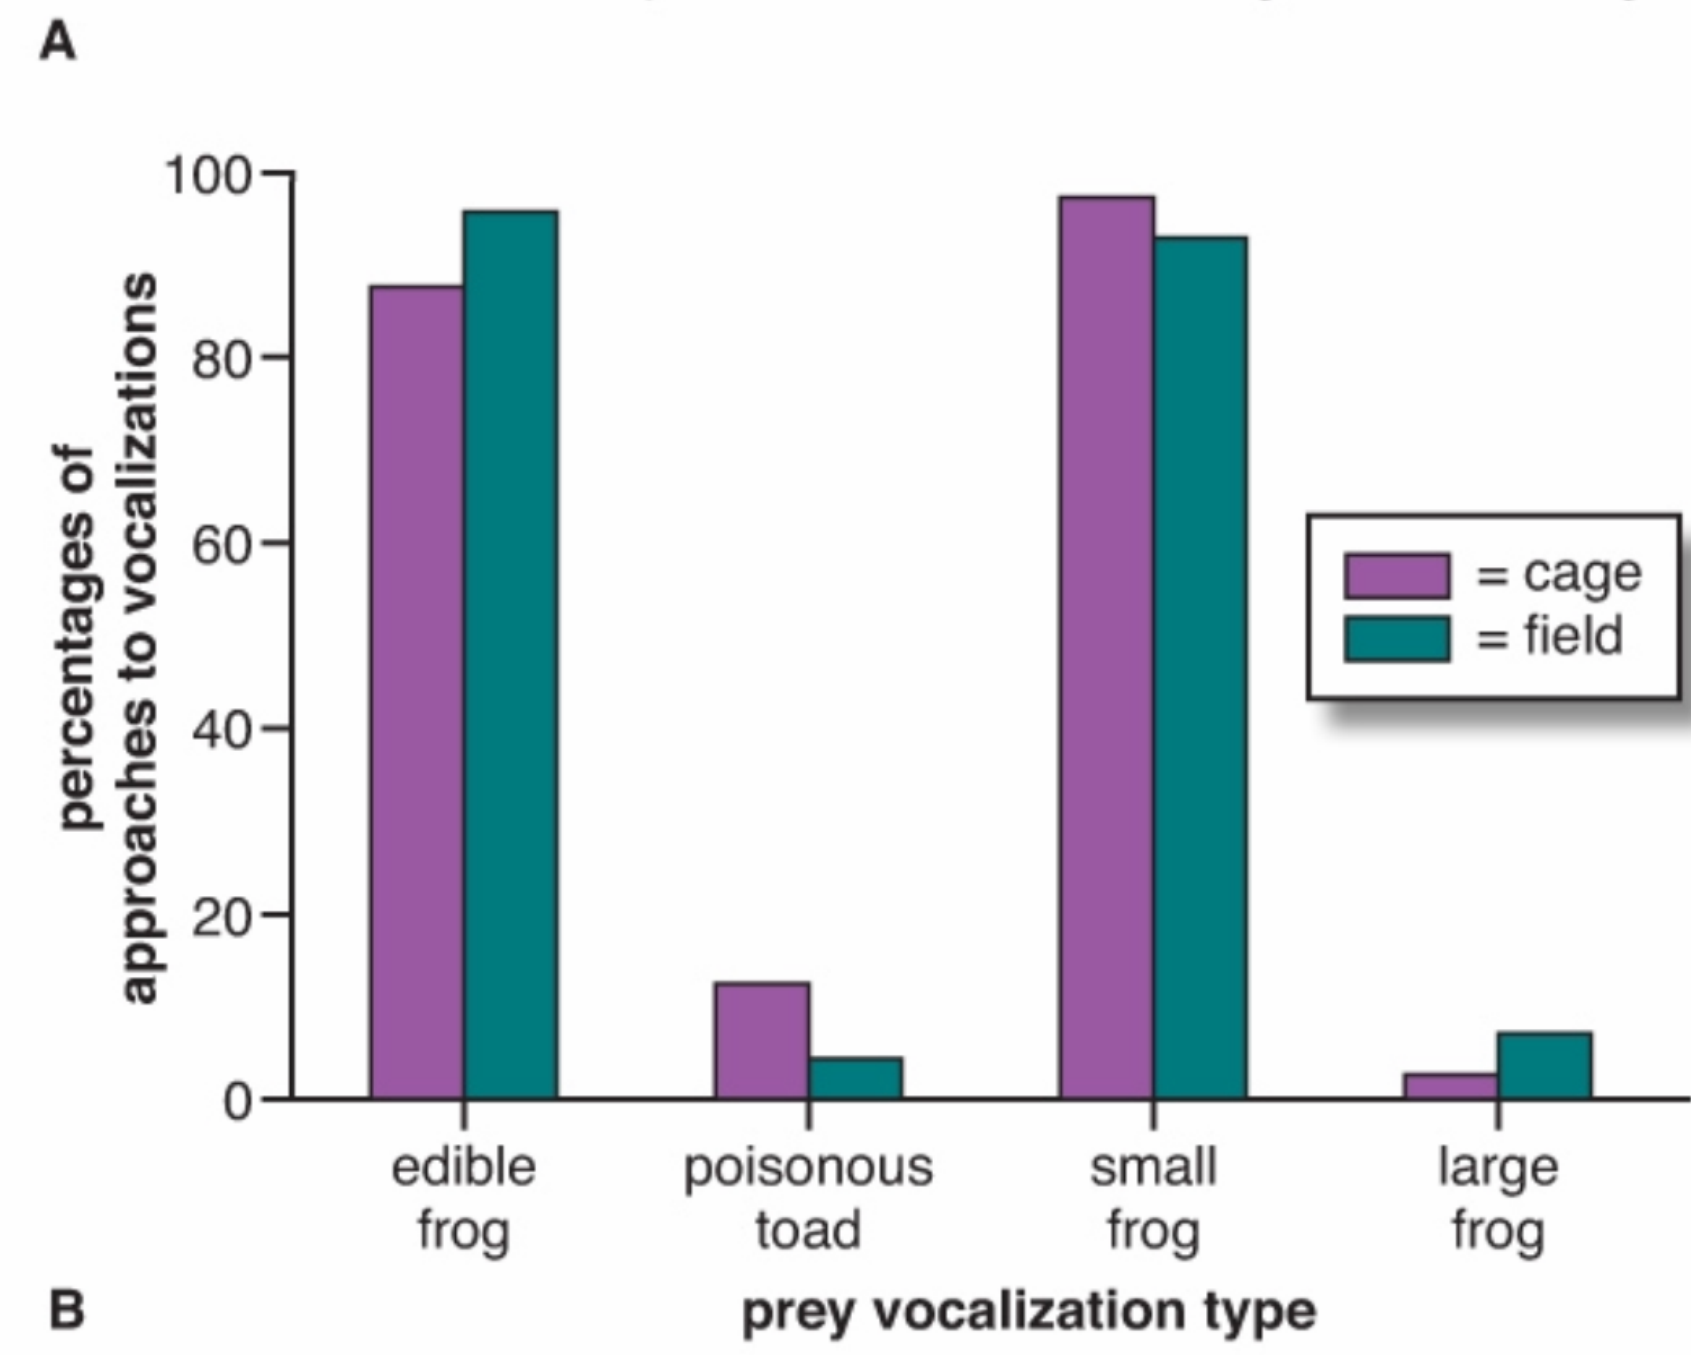 A
percentages of
approaches to vocalizations
100
80
60
40
20
0
= cage
= field
edible
frog
poisonous
toad
small
frog
large
frog
prey vocalization type
B